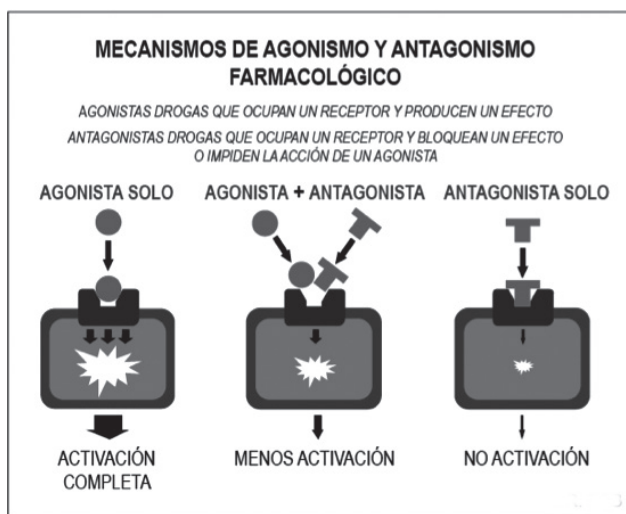 MECANISMOS DE AGONISMO Y ANTAGONISMO
FARMACOLÓGICO
AGONISTAS DROGAS QUE OCUPAN UN RECEPTOR Y PRODUCEN UN EFECTO
ANTAGONISTAS DROGAS QUE OCUPAN UN RECEPTOR Y BLOQUEAN UN EFECTO
O IMPIDEN LA ACCIÓN DE UN AGONISTA
AGONISTA SOLO
AGONISTA + ANTAGONISTA
ANTAGONISTA SOLO
ACTIVACIÓN
COMPLETA
MENOS ACTIVACIÓN
NO ACTIVACIÓN